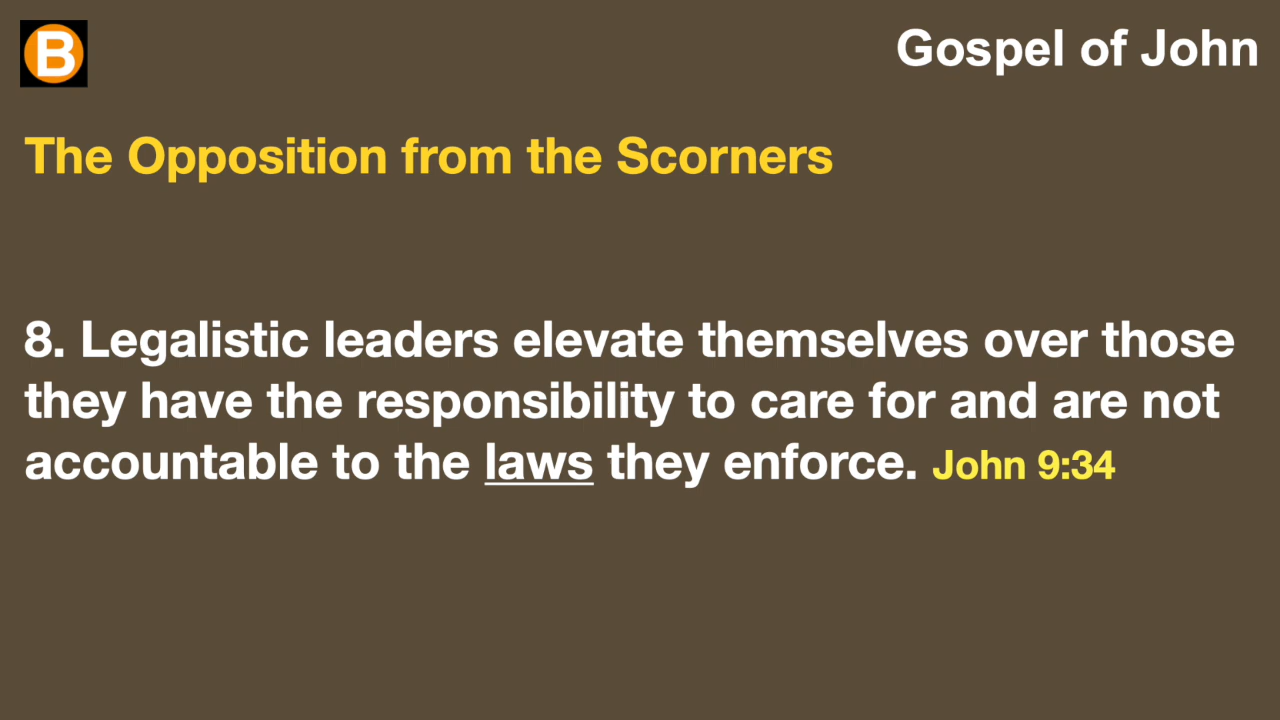 B
Gospel of John
The Opposition from the Scorners
8. Legalistic leaders elevate themselves over those
they have the responsibility to care for and are not
accountable to the laws they enforce. John 9:34